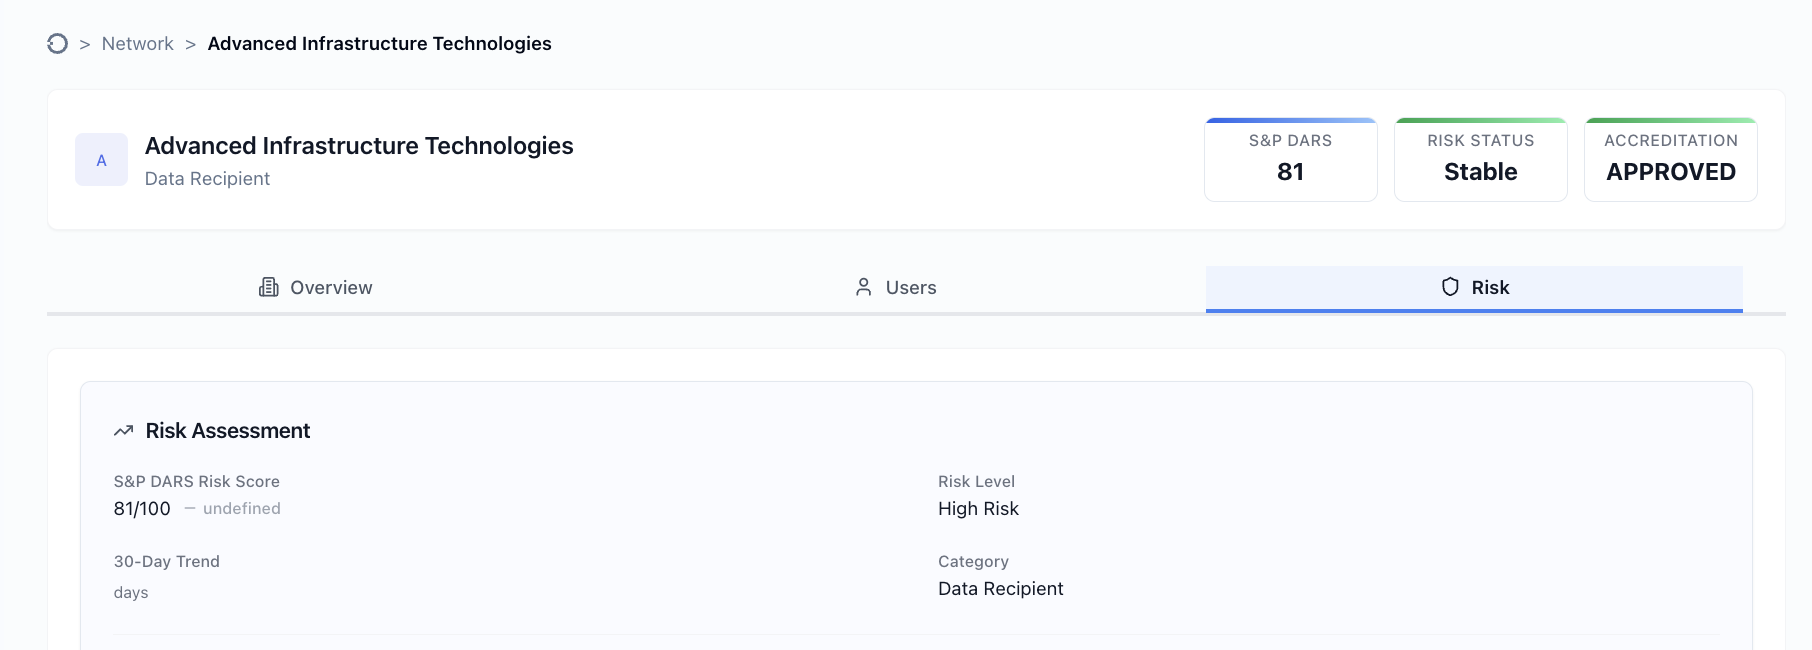 > Network > Advanced Infrastructure Technologies
A
Advanced Infrastructure Technologies
Data Recipient
S&P DARS
81
RISK STATUS
Stable
ACCREDITATION
APPROVED
Overview
Users
Risk
Risk Assessment
S&P DARS Risk Score
81/100 — undefined
Risk Level
High Risk
30-Day Trend
days
Category
Data Recipient